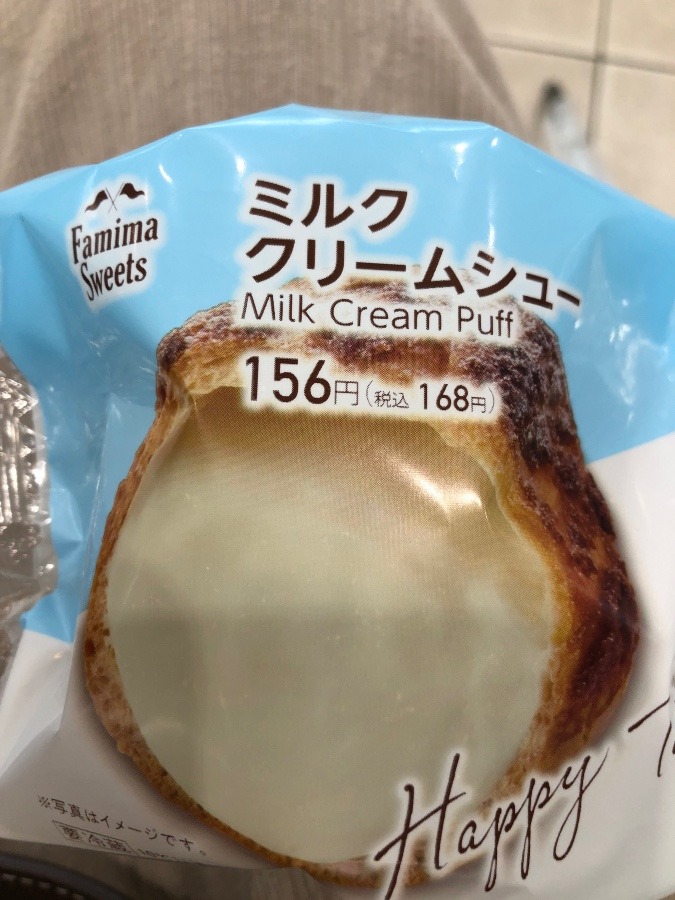 Famima
Sweets
ミルク
クリームシュー
Milk Cream Puff
156円(税込 168円)
Happy
※写真はイメージです。
要冷蔵